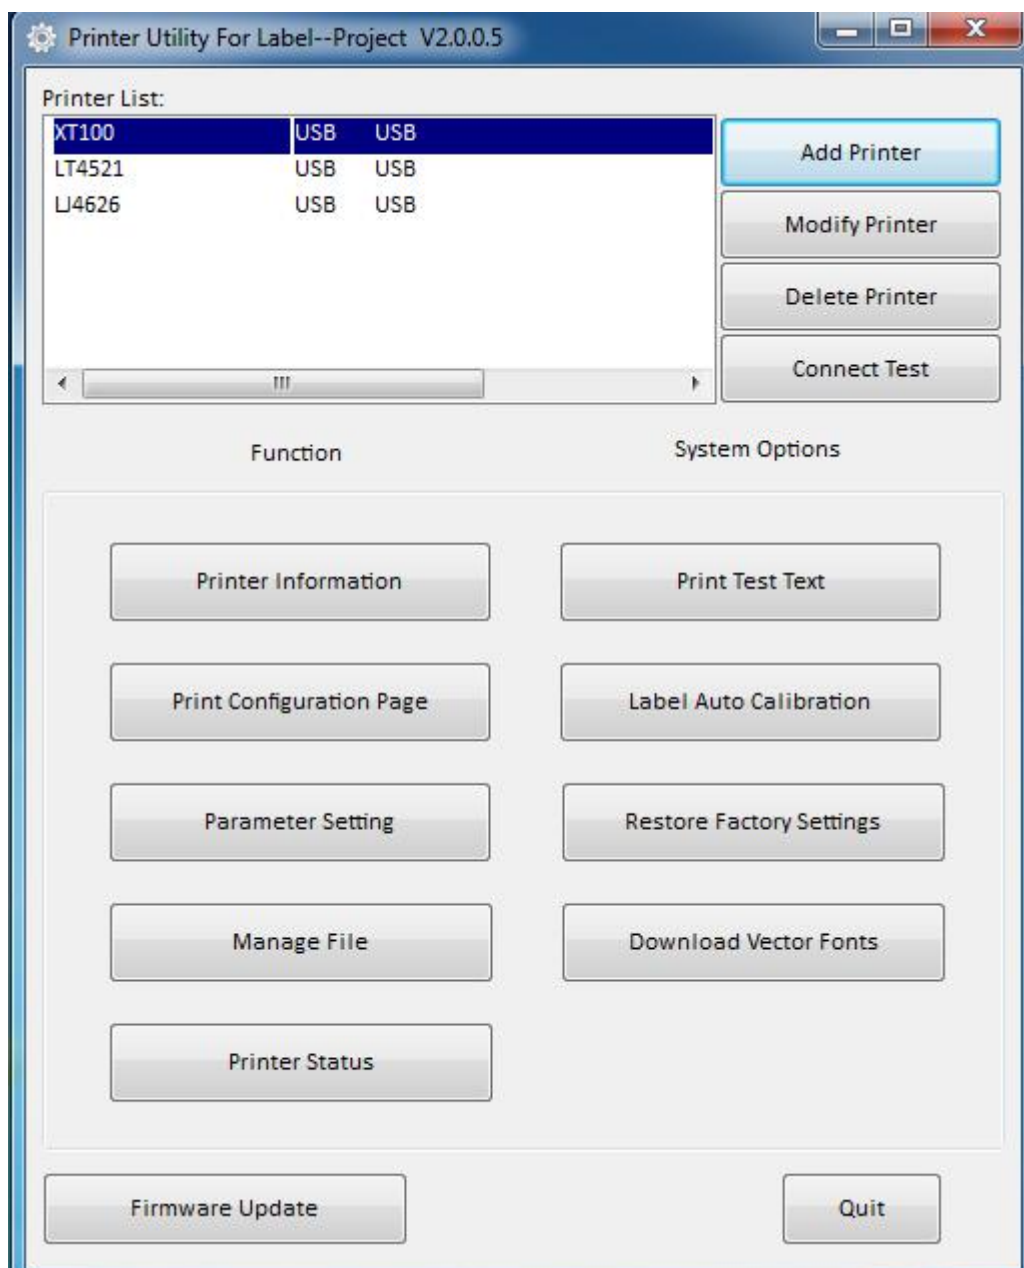 Printer Utility For Label--Project V2.0.0.5
Printer List:
XT100 USB USB
LT4521 USB USB
LJ4626 USB USB
Add Printer
Modify Printer
Delete Printer
Connect Test
Function
System Options
Printer Information
Print Test Text
Print Configuration Page
Label Auto Calibration
Parameter Setting
Restore Factory Settings
Manage File
Download Vector Fonts
Printer Status
Firmware Update
Quit